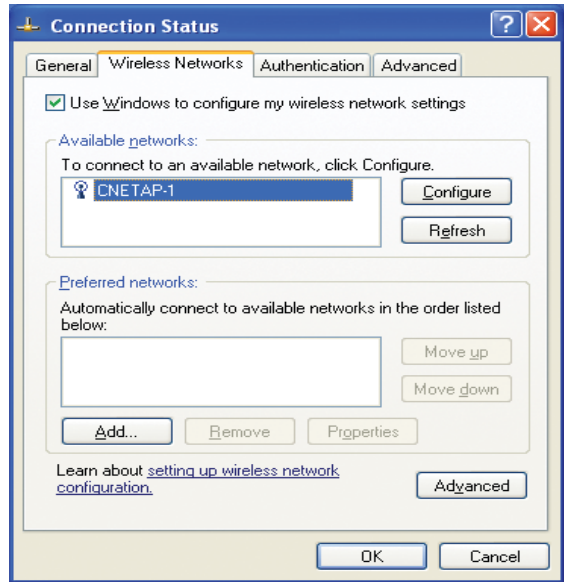 Connection Status
General Wireless Networks Authentication Advanced
Use Windows to configure my wireless network settings
Available networks:
To connect to an available network, click Configure.
CNETAP-1
Configure
Refresh
Preferred networks:
Automatically connect to available networks in the order listed
below:
Move up
Move down
Add... Remove Properties
Learn about setting up wireless network
configuration.
Advanced
OK Cancel